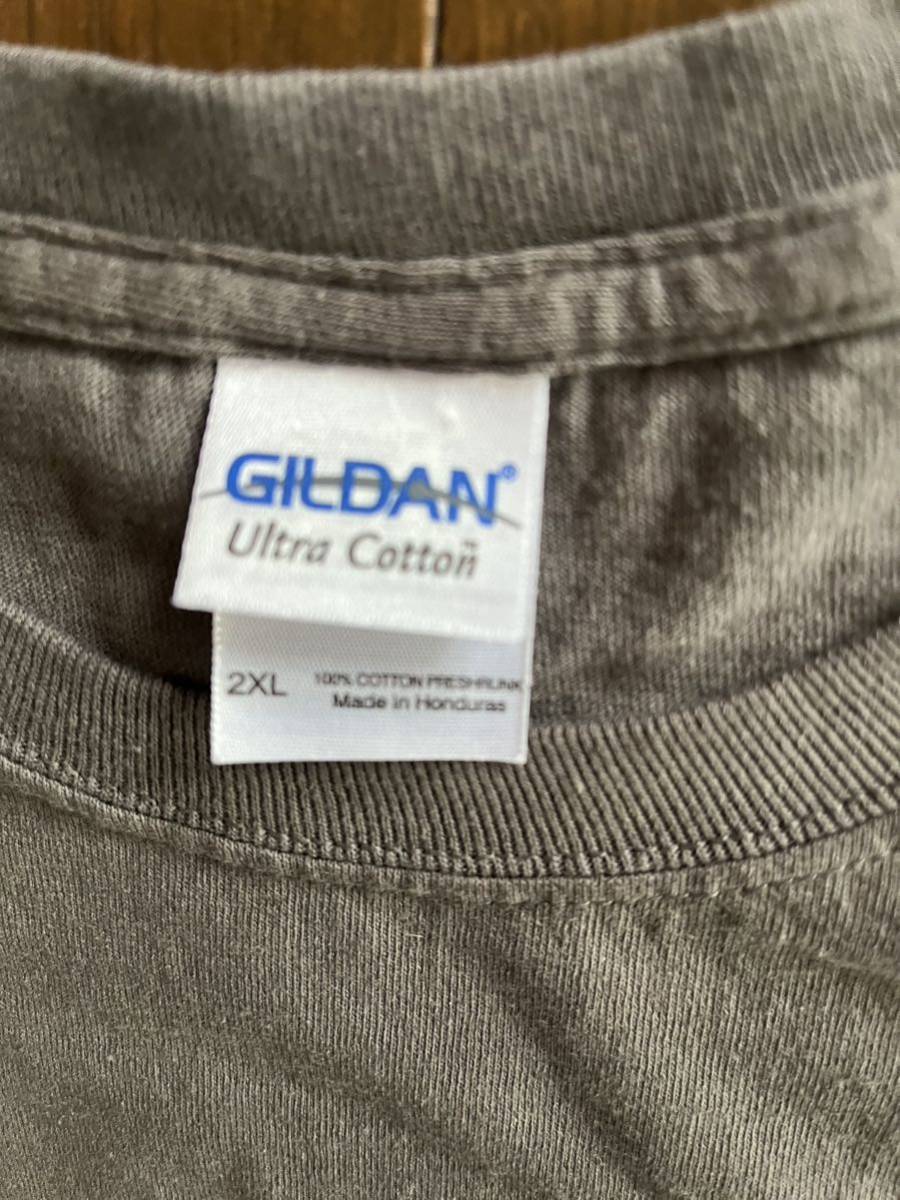 GILDAN®
Ultra Cotton
2XL 100% COTTON PRESHRUNK
Made in Honduras